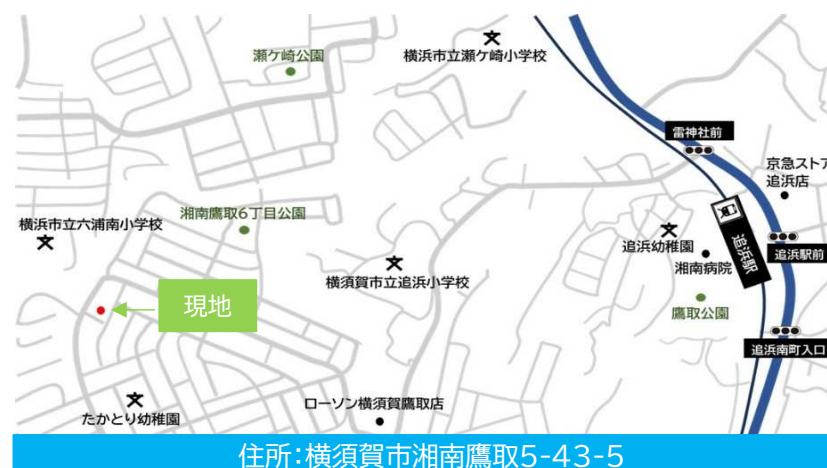 瀬ケ崎公園
横浜市立瀬ケ崎小学校
雷神社前
京急ストア
追浜店
湘南鷹取6丁目公園
横浜市立六浦南小学校
追浜幼稚園
追浜駅
追浜駅前
湘南病院
横須賀市立追浜小学校
現地
鷹取公園
追浜南町入口
ローソン横須賀鷹取店
たかとり幼稚園
住所:横須賀市湘南鷹取5-43-5